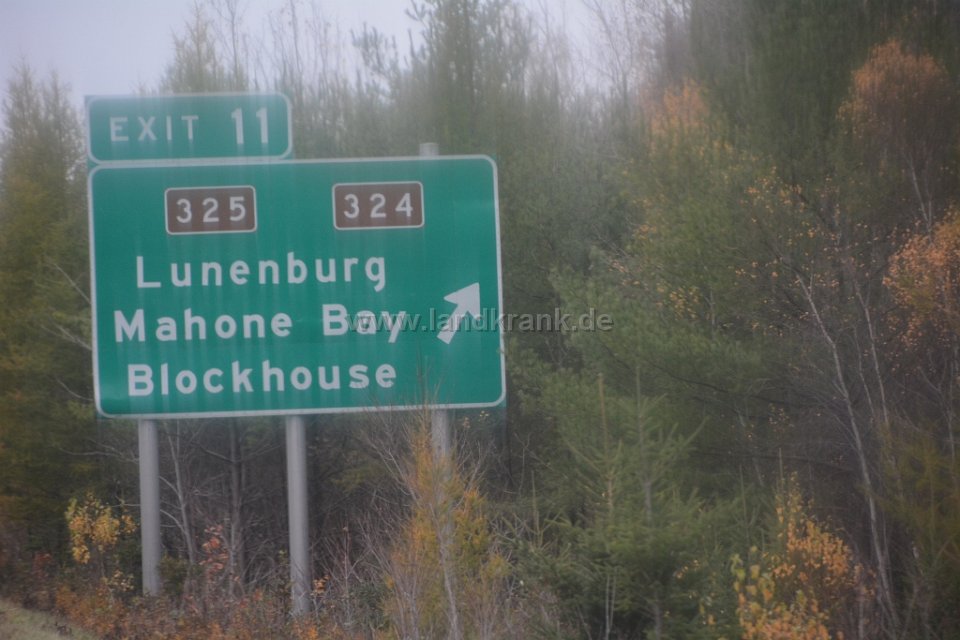 EXIT 11
325 324
Lunenburg
Mahone Bay
Blockhouse
www.landkrank.de